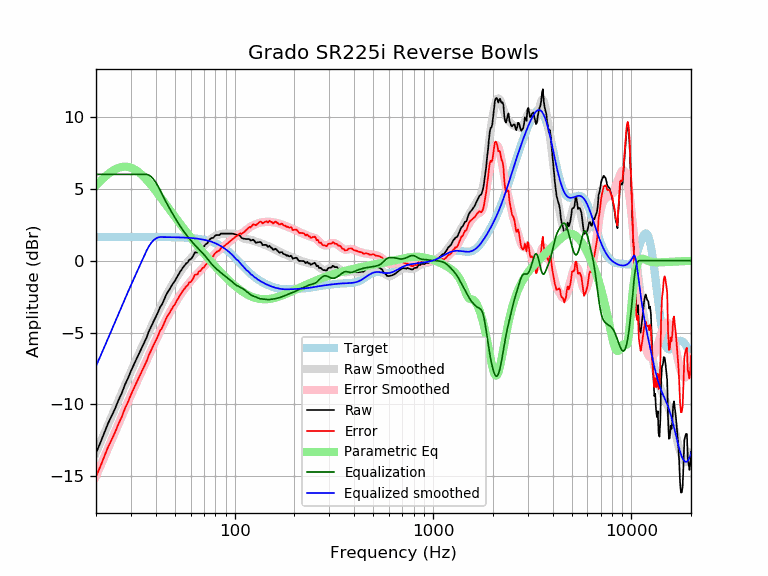 Grado SR225i Reverse Bowls
Amplitude (dBr)
10
5
0
−5
−10
−15
Target
Raw Smoothed
Error Smoothed
Raw
Error
Parametric Eq
Equalization
Equalized smoothed
100
1000
10000
Frequency (Hz)